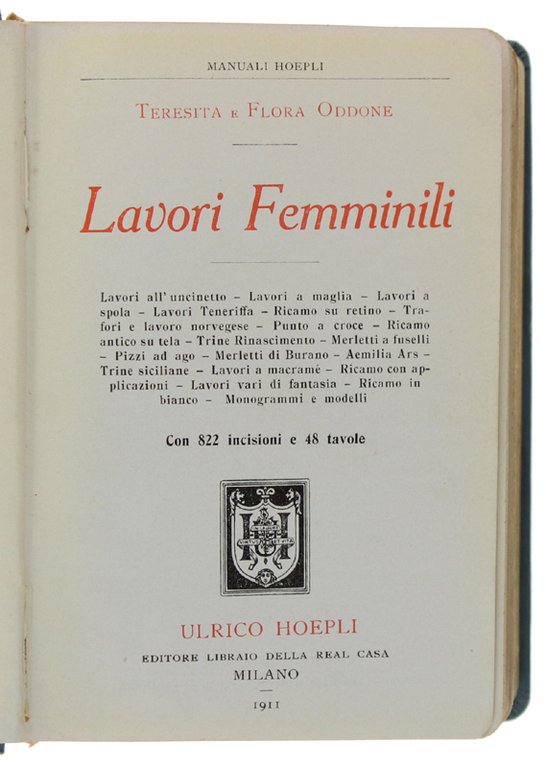 MANUALI HOEPLI
TERESITA E FLORA ODDONE
Lavori Femminili
Lavori all'uncinetto – Lavori a maglia – Lavori a
spola – Lavori Teneriffa – Ricamo su retino – Tra-
fori e lavoro norvegese – Punto a croce – Ricamo
antico su tela – Trine Rinascimento – Merletti a fuselli
– Pizzi ad ago – Merletti di Burano – Aemilia Ars –
Trine siciliane – Lavori a macramé – Ricamo con ap-
plicazioni – Lavori vari di fantasia – Ricamo in
bianco – Monogrammi e modelli
Con 822 incisioni e 48 tavole
ULRICO HOEPLI
EDITORE LIBRAIO DELLA REAL CASA
MILANO
1911